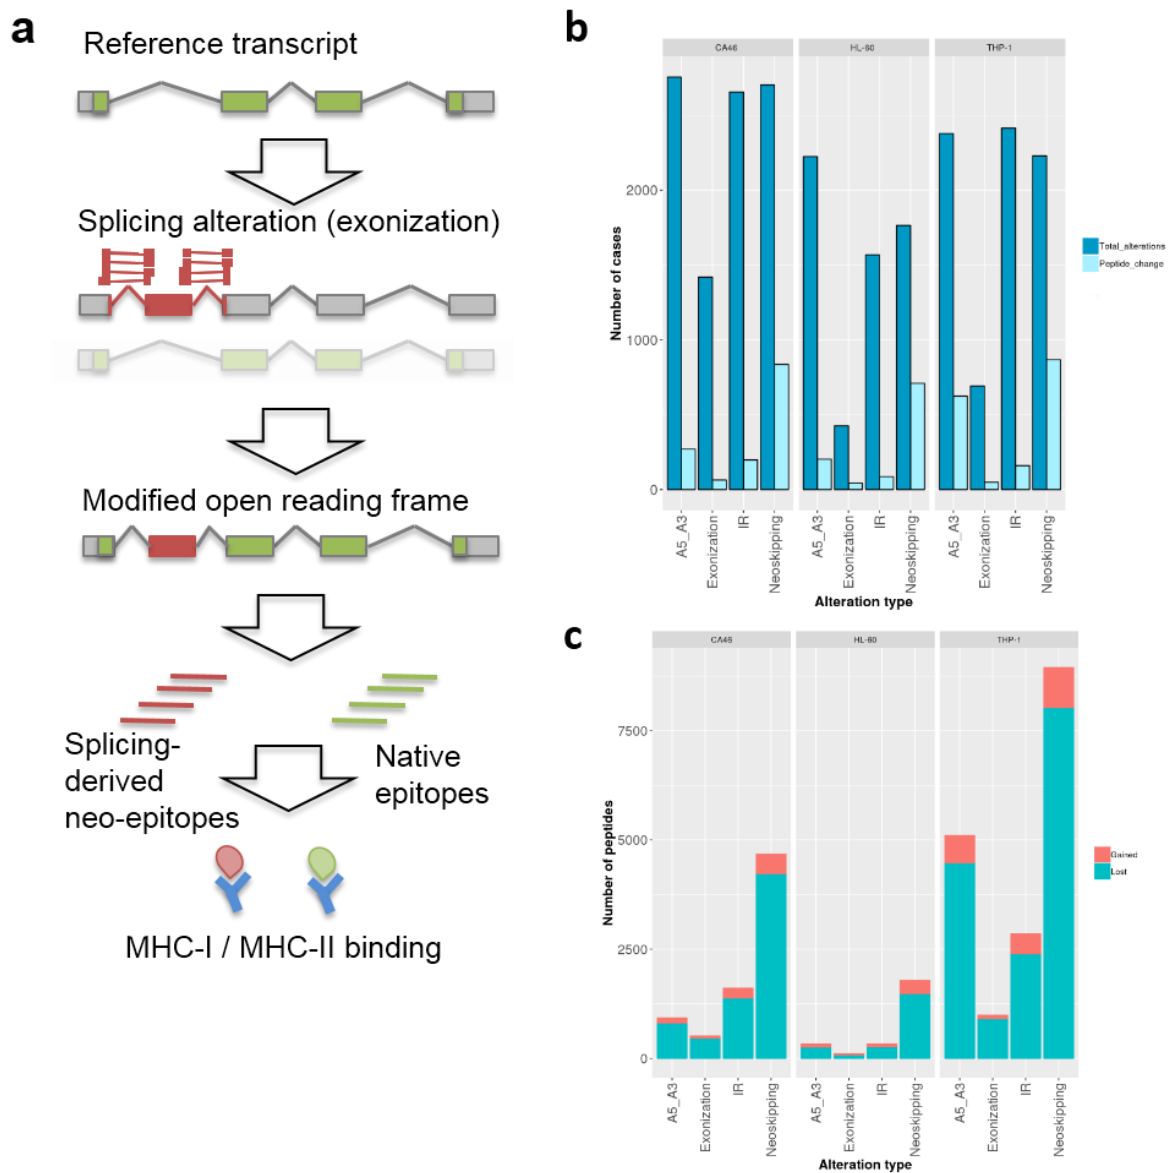 a
Reference transcript
Splicing alteration (exonization)
Modified open reading frame
Splicing-
derived
neo-epitopes
Native
epitopes
MHC-I / MHC-II binding
b
CA46
HL-60
THP-1
Number of cases
2000
1000
0
A5_A3
Exonization
IR
Neoskipping
A5_A3
Exonization
IR
Neoskipping
A5_A3
Exonization
IR
Neoskipping
Alteration type
Total_alterations
Peptide_change
c
CA46
HL-60
THP-1
Number of peptides
7500
5000
2500
0
A5_A3
Exonization
IR
Neoskipping
A5_A3
Exonization
IR
Neoskipping
A5_A3
Exonization
IR
Neoskipping
Alteration type
Gained
Lost